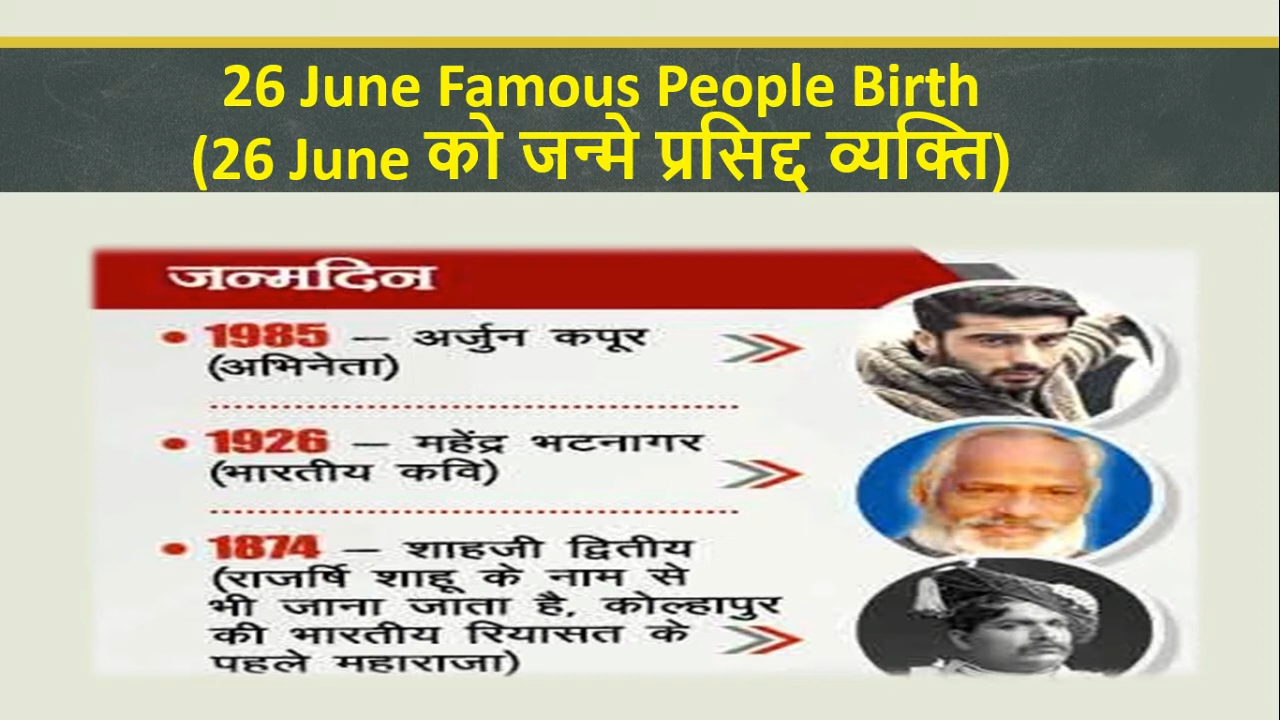 26 June Famous People Birth
(26 June को जन्मे प्रसिद्द व्यक्ति)
जन्मदिन
• 1985 – अर्जुन कपूर
(अभिनेता)
• 1926 – महेंद्र भटनागर
(भारतीय कवि)
• 1874 – शाहजी द्वितीय
(राजर्षि शाहू के नाम से
भी जाना जाता है, कोल्हापुर
की भारतीय रियासत के
पहले महाराजा)